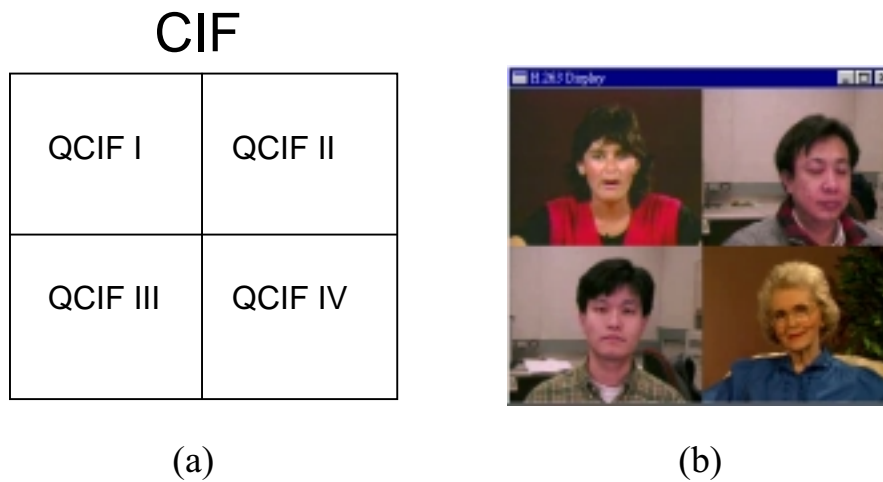 CIF
QCIF I
QCIF II
QCIF III
QCIF IV
H.263 Display
(a)
(b)